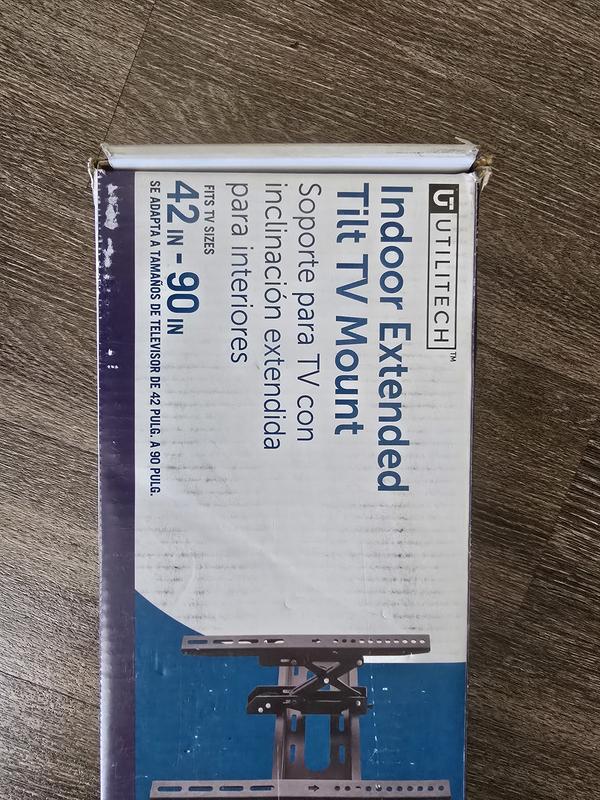 UTILITECH™
Indoor Extended
Tilt TV Mount
Soporte para TV con
inclinación extendida
para interiores
FITS TV SIZES
42 IN - 90 IN
SE ADAPTA A TAMAÑOS DE TELEVISOR DE 42 PULG. A 90 PULG.